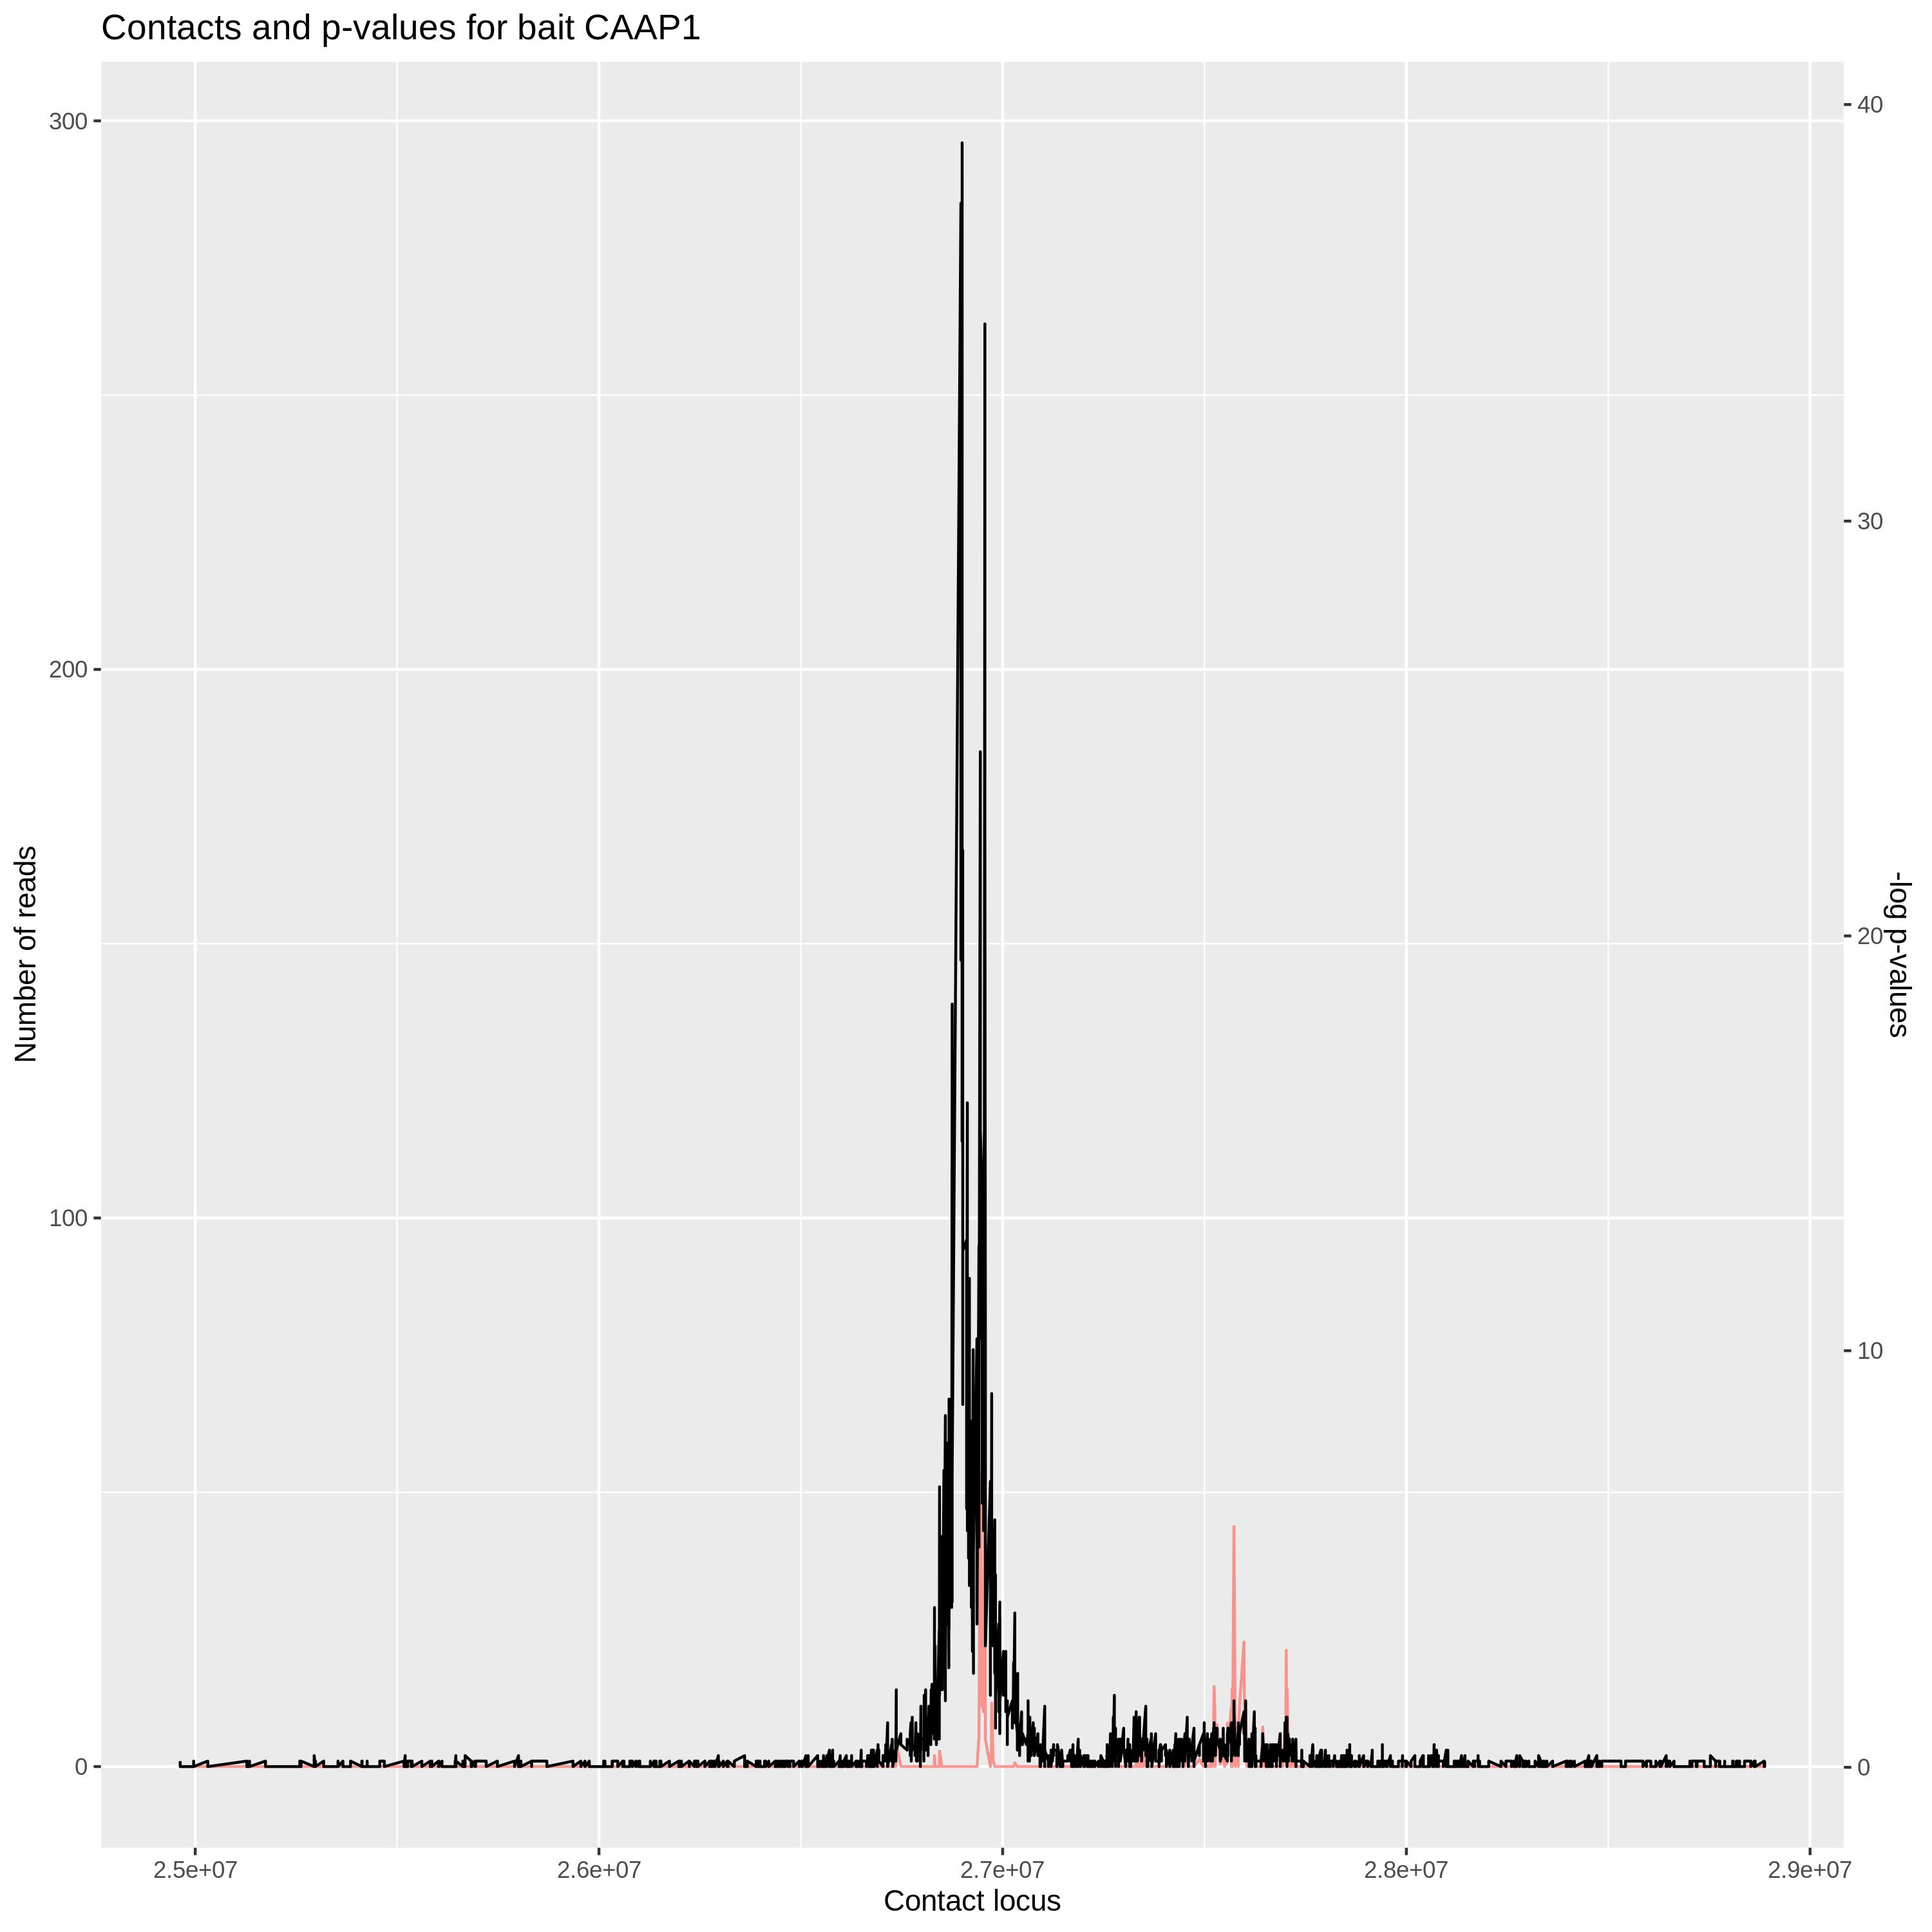 Contacts and p-values for bait CAAP1
300
200
100
0
40
30
20
10
0
Number of reads
-log p-values
2.5e+07 2.6e+07 2.7e+07 2.8e+07 2.9e+07
Contact locus